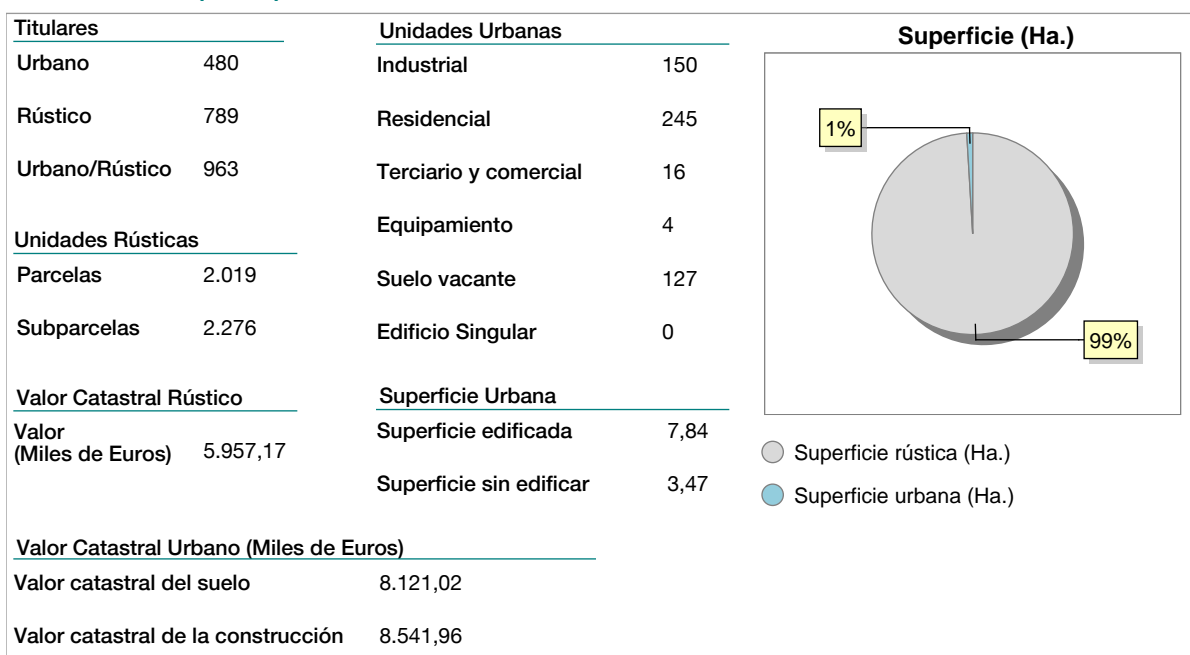 Titulares
Urbano 480
Rústico 789
Urbano/Rústico 963
Unidades Rústicas
Parcelas 2.019
Subparcelas 2.276
Valor Catastral Rústico
Valor
(Miles de Euros) 5.957,17
Unidades Urbanas
Industrial 150
Residencial 245
Terciario y comercial 16
Equipamiento 4
Suelo vacante 127
Edificio Singular 0
Superficie Urbana
Superficie edificada 7,84
Superficie sin edificar 3,47
Valor Catastral Urbano (Miles de Euros)
Valor catastral del suelo 8.121,02
Valor catastral de la construcción 8.541,96
Superficie (Ha.)
1%
99%
Superficie rústica (Ha.)
Superficie urbana (Ha.)